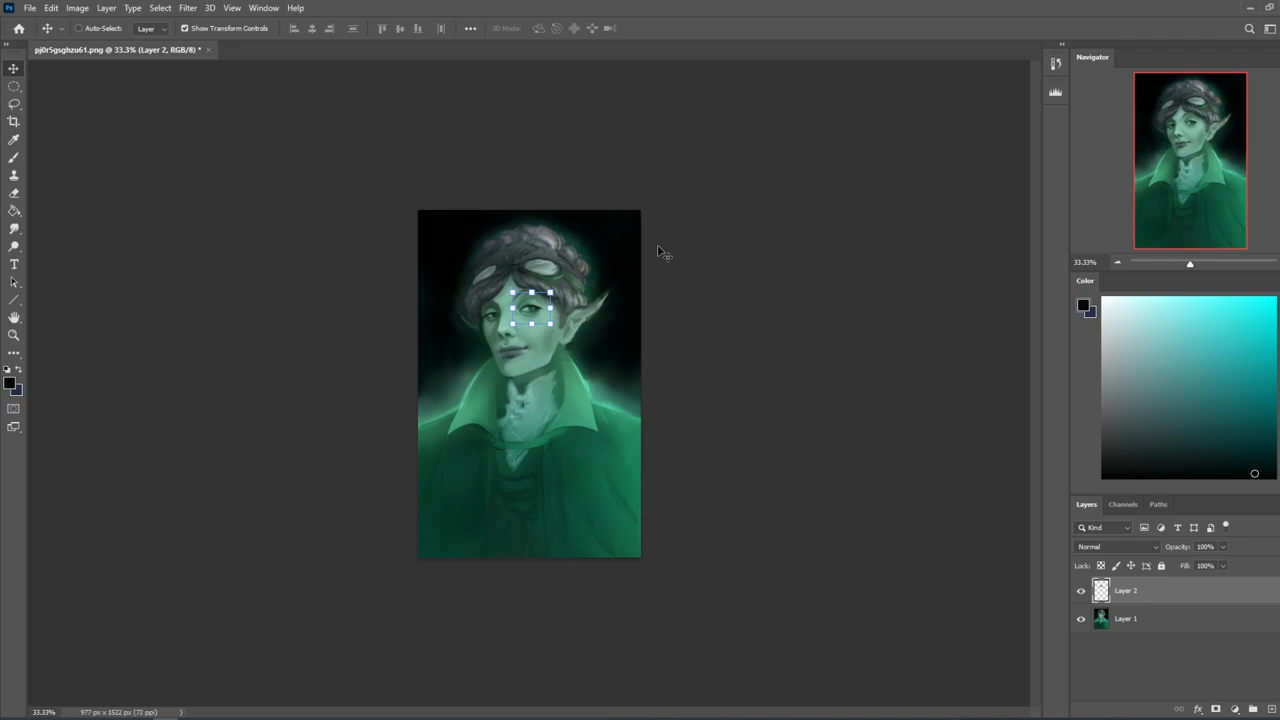 Ps File Edit Image Layer Type Select Filter 3D View Window Help
Auto-Select: Layer Show Transform Controls 3D Mode:
pj0r5gsghzu61.png @ 33.3% (Layer 2, RGB/8) * ×
Navigator
33.33%
Color
Layers Channels Paths
Kind
Normal Opacity: 100%
Lock: Fill: 100%
Layer 2
Layer 1
fx
33.33% 977 px x 1522 px (72 ppi)